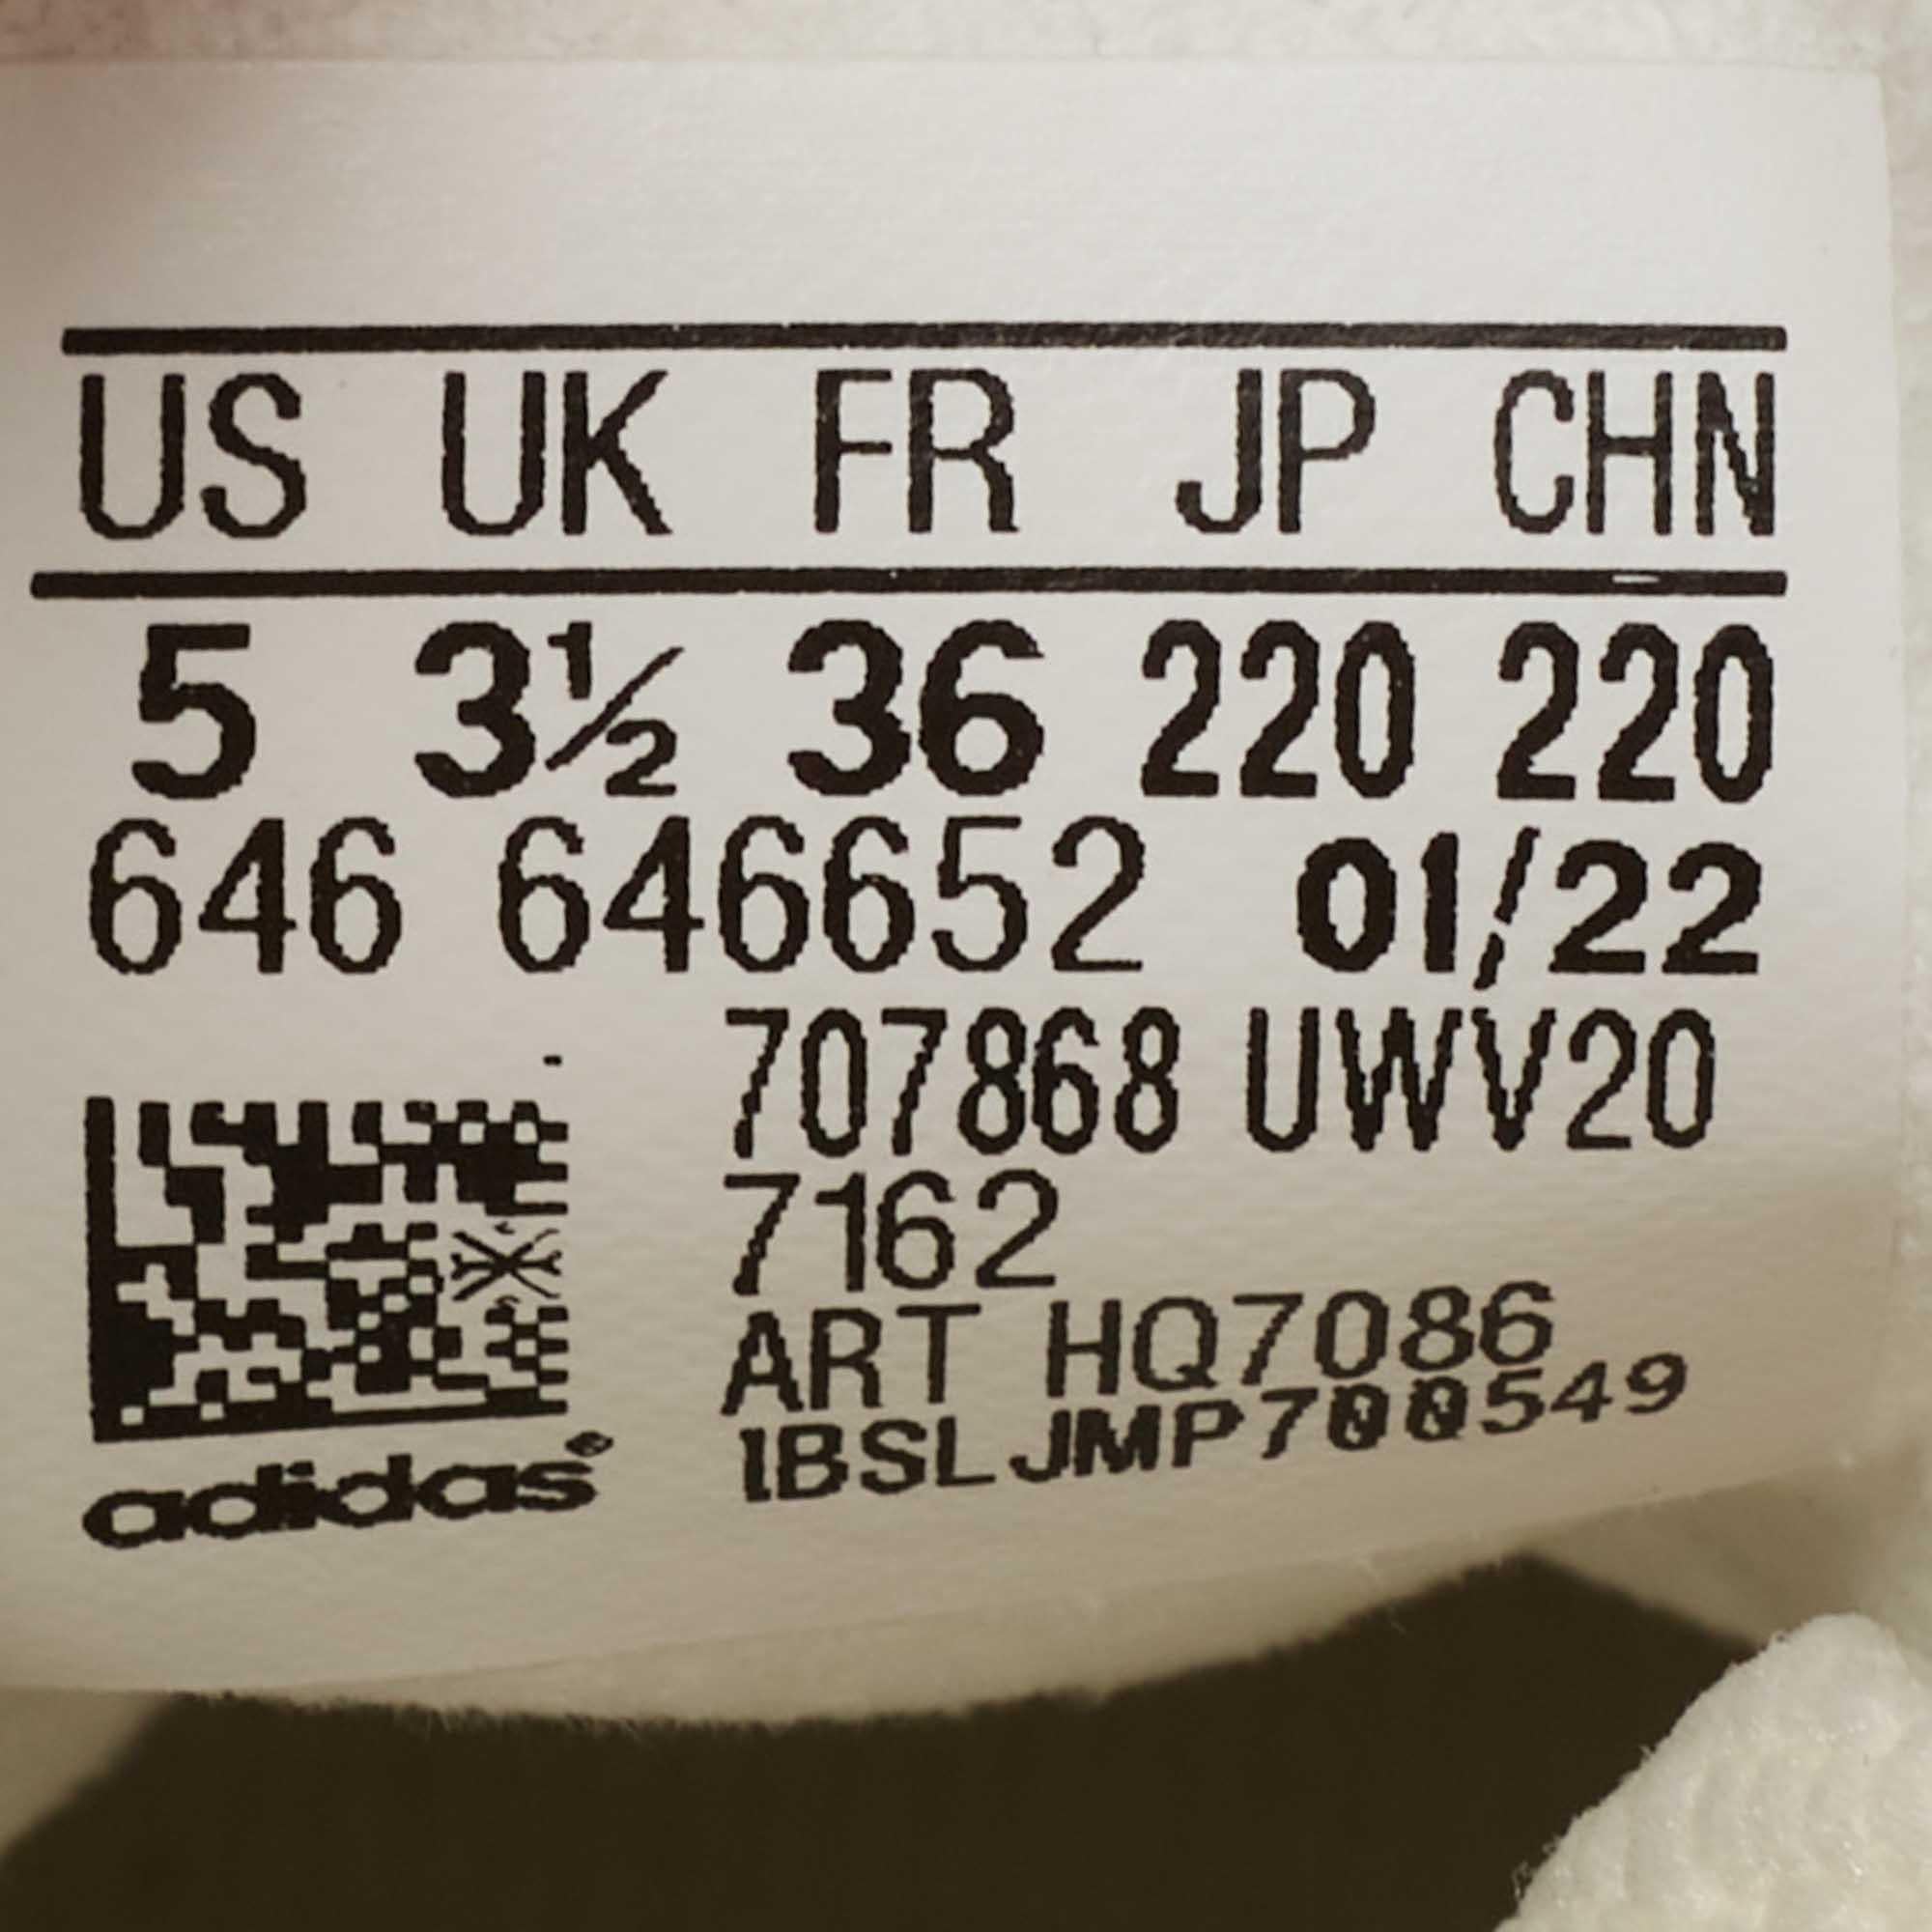 US UK FR JP CHN
5 3½ 36 220 220
646 646652 01/22
707868 UWV20
7162
ART HQ7086
1BSLJMP700549
adidas